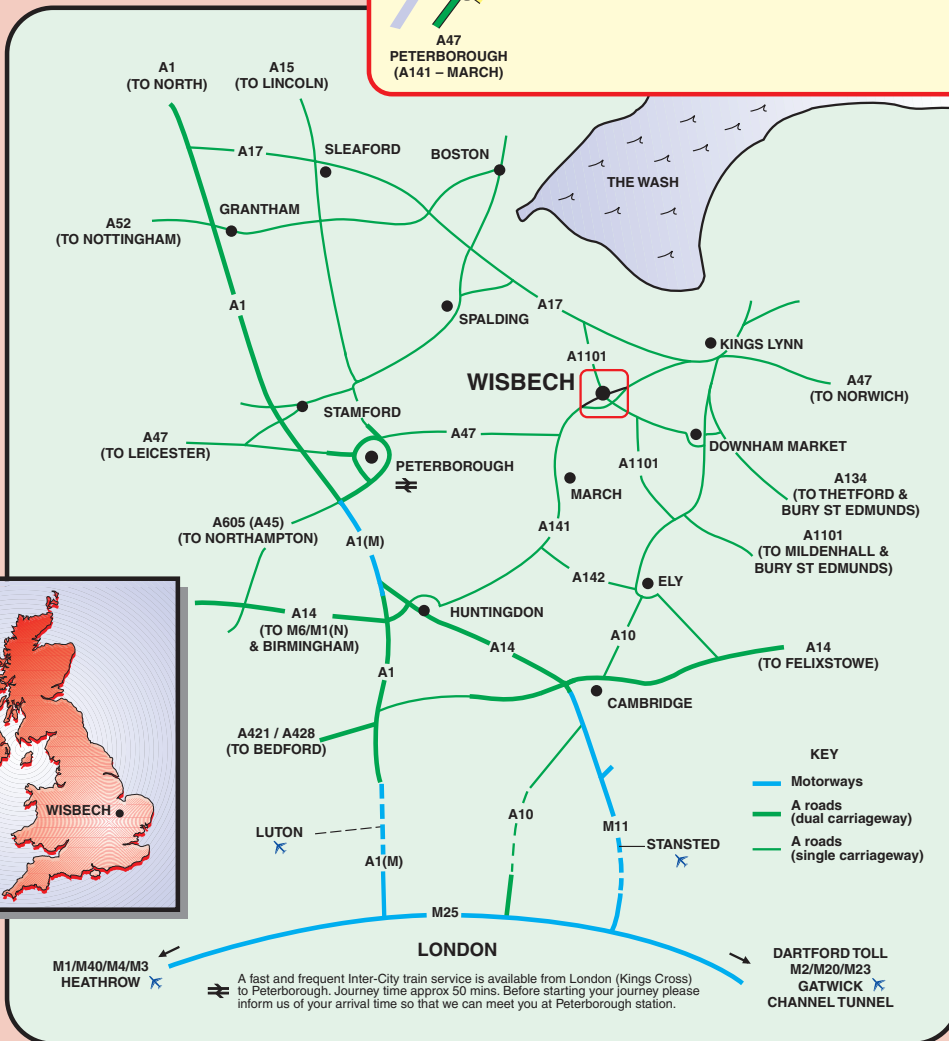 A47
PETERBOROUGH
(A141 – MARCH)
A1
(TO NORTH)
A15
(TO LINCOLN)
A17
SLEAFORD
BOSTON
THE WASH
GRANTHAM
A52
(TO NOTTINGHAM)
A1
SPALDING
A17
KINGS LYNN
A1101
WISBECH
A47
(TO NORWICH)
STAMFORD
A47
(TO LEICESTER)
A47
DOWNHAM MARKET
PETERBOROUGH
A1101
MARCH
A134
(TO THETFORD &
BURY ST EDMUNDS)
A605 (A45)
(TO NORTHAMPTON)
A1(M)
A141
A1101
(TO MILDENHALL &
BURY ST EDMUNDS)
A142
ELY
A14
(TO M6/M1(N)
& BIRMINGHAM)
HUNTINGDON
A10
A14
A14
(TO FELIXSTOWE)
A1
CAMBRIDGE
A421 / A428
(TO BEDFORD)
KEY
Motorways
A roads
(dual carriageway)
A roads
(single carriageway)
WISBECH
LUTON
A10
M11
STANSTED
A1(M)
M25
LONDON
M1/M40/M4/M3
HEATHROW
DARTFORD TOLL
M2/M20/M23
GATWICK
CHANNEL TUNNEL
A fast and frequent Inter-City train service is available from London (Kings Cross)
to Peterborough. Journey time approx 50 mins. Before starting your journey please
inform us of your arrival time so that we can meet you at Peterborough station.